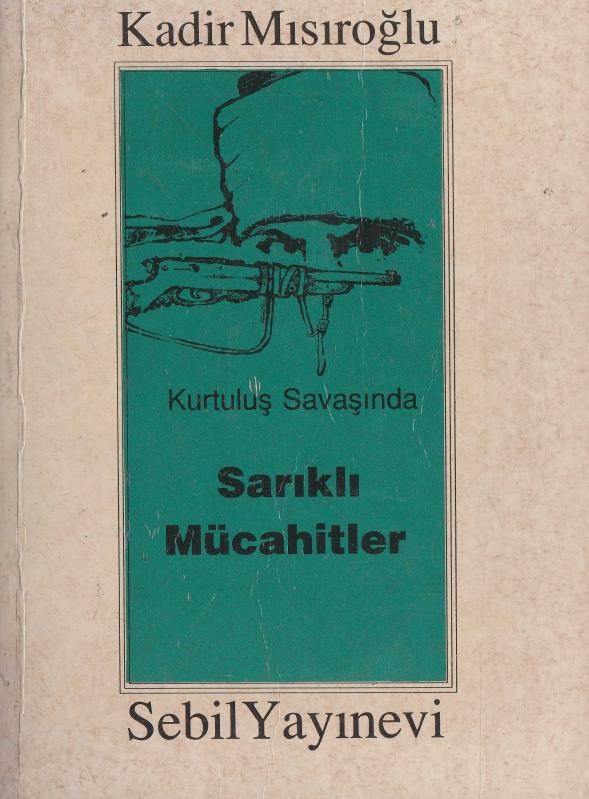 Kadir Mısıroğlu
Kurtuluş Savaşında
Sarıklı
Mücahitler
Sebil Yayınevi